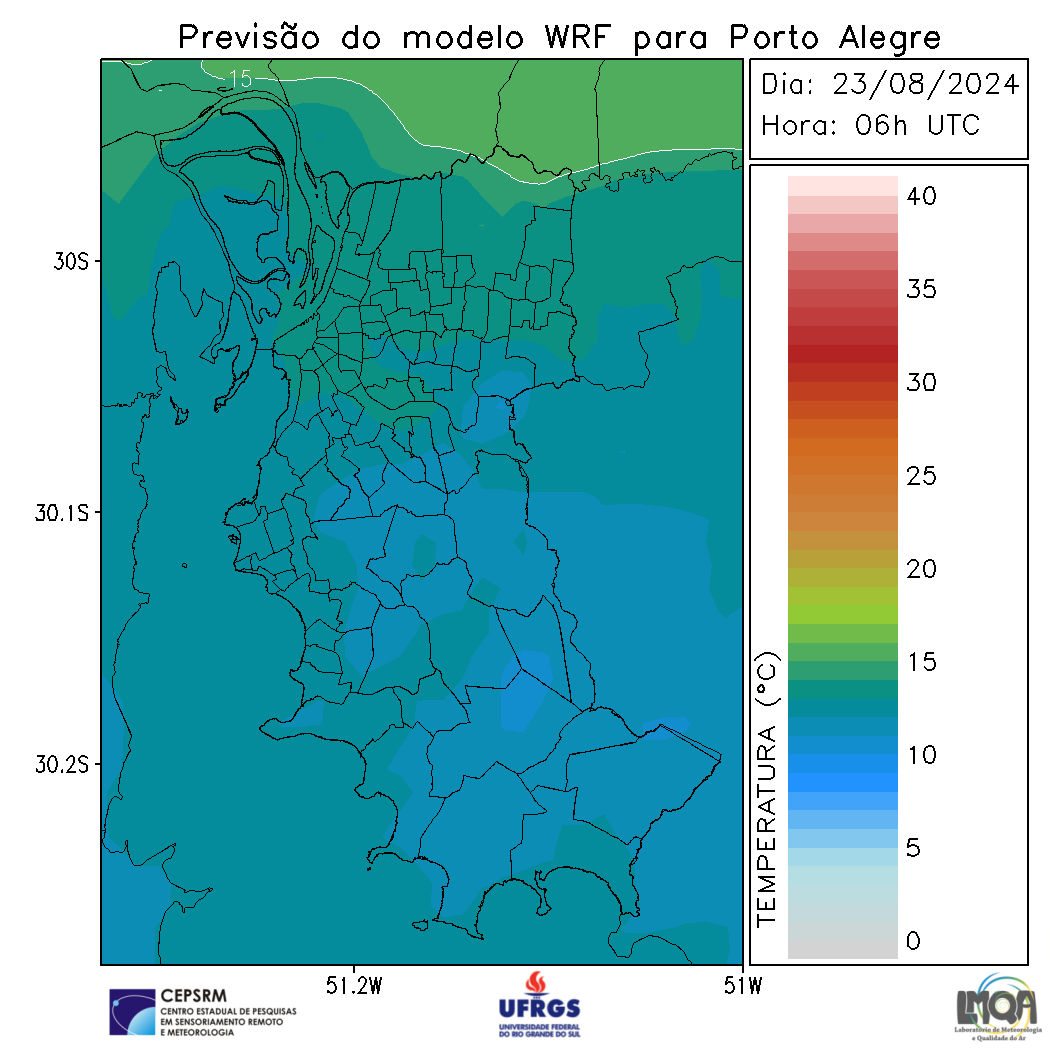 Previsão do modelo WRF para Porto Alegre
Dia: 23/08/2024
Hora: 06h UTC
15
30S
30.1S
30.2S
51.2W
51W
40
35
30
25
20
15
10
5
0
TEMPERATURA (°C)
CEPSRM
CENTRO ESTADUAL DE PESQUISAS
EM SENSORIAMENTO REMOTO
E METEOROLOGIA
UFRGS
UNIVERSIDADE FEDERAL
DO RIO GRANDE DO SUL
LMQA
Laboratório de Meteorologia
e Qualidade do Ar